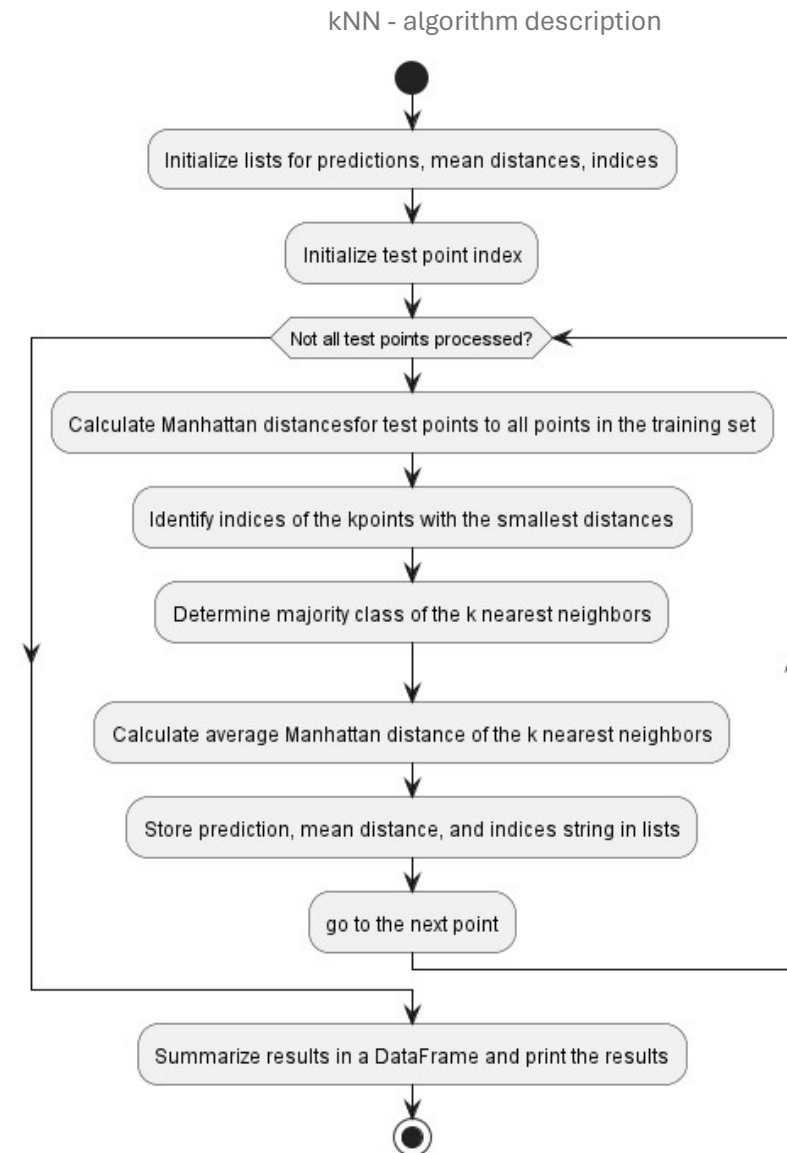 kNN - algorithm description
Initialize lists for predictions, mean distances, indices
Initialize test point index
Not all test points processed?
Calculate Manhattan distancesfor test points to all points in the training set
Identify indices of the kpoints with the smallest distances
Determine majority class of the k nearest neighbors
Calculate average Manhattan distance of the k nearest neighbors
Store prediction, mean distance, and indices string in lists
go to the next point
Summarize results in a DataFrame and print the results